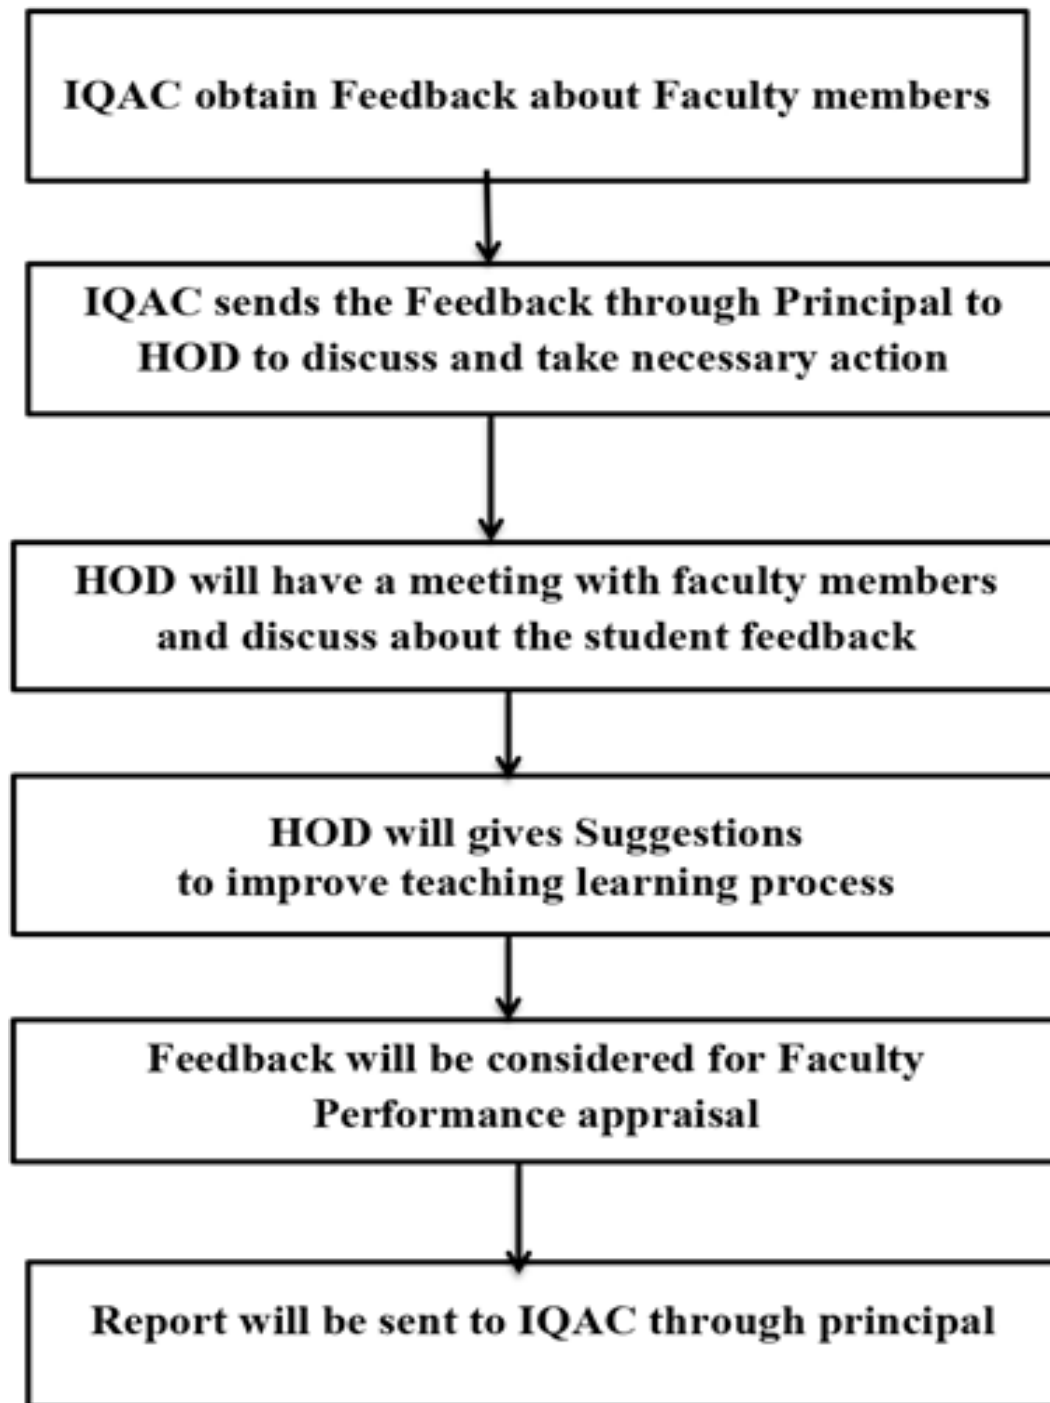 IQAC obtain Feedback about Faculty members
IQAC sends the Feedback through Principal to
HOD to discuss and take necessary action
HOD will have a meeting with faculty members
and discuss about the student feedback
HOD will gives Suggestions
to improve teaching learning process
Feedback will be considered for Faculty
Performance appraisal
Report will be sent to IQAC through principal